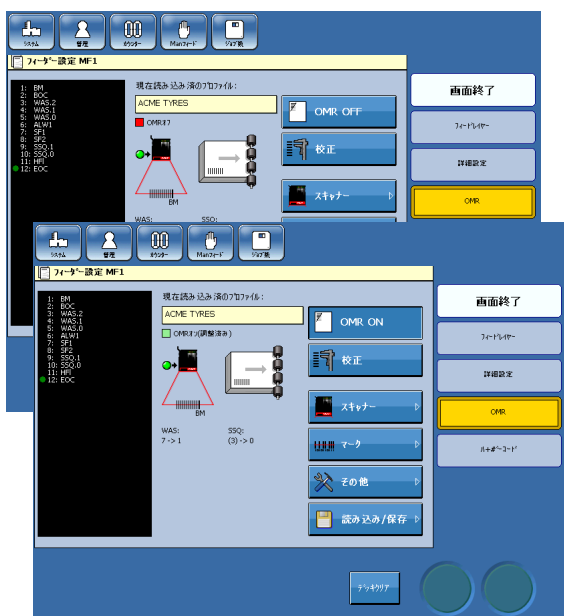 システム
管理
カウンター
Manフィード
ジョブ機
フィーダー設定 MF1
1: BM
2: BOC
3: WAS.2
4: WAS.1
5: WAS.0
6: ALW1
7: SF1
8: SF2
9: SSQ.1
10: SSQ.0
11: HFI
12: EOC
現在読み込み済のプロファイル:
ACME TYRES
OMRオフ
BM
WAS:
SSQ:
OMR OFF
校正
スキャナー
画面終了
フィードレイヤー
詳細設定
OMR
システム
管理
カウンター
Manフィード
ジョブ機
フィーダー設定 MF1
1: BM
2: BOC
3: WAS.2
4: WAS.1
5: WAS.0
6: ALW1
7: SF1
8: SF2
9: SSQ.1
10: SSQ.0
11: HFI
12: EOC
現在読み込み済のプロファイル:
ACME TYRES
OMRオン(調整済み)
BM
WAS:
7 -> 1
SSQ:
(3) -> 0
OMR ON
校正
スキャナー
マーク
その他
読み込み/保存
画面終了
フィードレイヤー
詳細設定
OMR
ルート+バーコード
デッキクリア